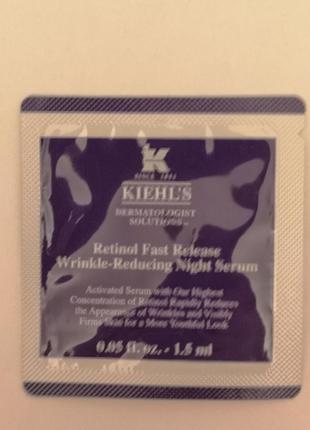 K
SINCE 1851
KIEHL'S
DERMATOLOGIST
SOLUTIONS™
Retinol Fast Release
Wrinkle-Reducing Night Serum
Activated Serum with Our Highest
Concentration of Retinol Rapidly Reduces
the Appearance of Wrinkles and Visibly
Firms Skin for a More Youthful Look
0.05 fl. oz. - 1.5 ml